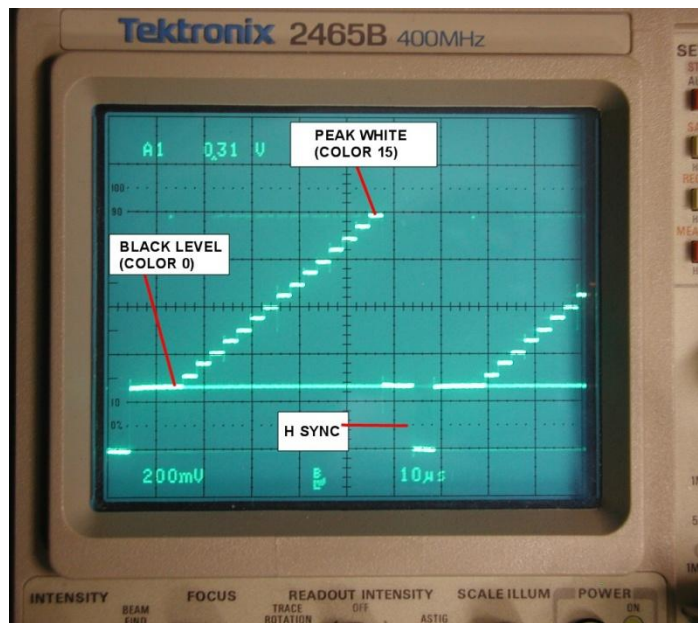 Tektronix 2465B 400MHz
A1 0.31 V
PEAK WHITE
(COLOR 15)
100
90
BLACK LEVEL
(COLOR 0)
10
0%
H SYNC
200mV
10µs
INTENSITY
FOCUS
READOUT INTENSITY
SCALE ILLUM
POWER
BEAM
FIND
TRACE
ROTATION
OFF
ASTIG
ON